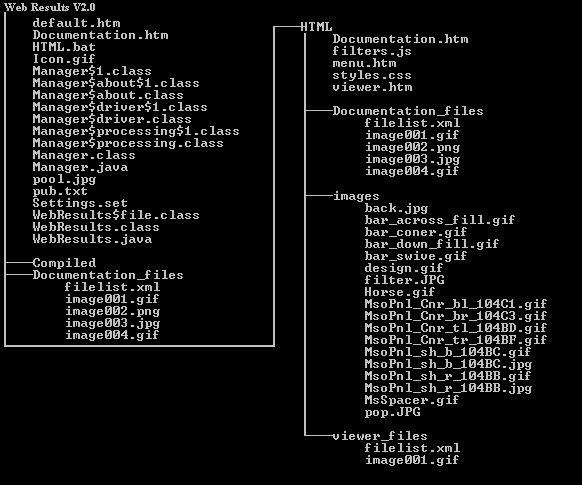 Web Results V2.0
default.htm
Documentation.htm
HTML.bat
Icon.gif
Manager$1.class
Manager$about$1.class
Manager$about.class
Manager$driver$1.class
Manager$driver.class
Manager$processing$1.class
Manager$processing.class
Manager.class
Manager.java
pool.jpg
pub.txt
Settings.set
WebResults$file.class
WebResults.class
WebResults.java
Compiled
Documentation_files
filelist.xml
image001.gif
image002.png
image003.jpg
image004.gif
HTML
Documentation.htm
filters.js
menu.htm
styles.css
viewer.htm
Documentation_files
filelist.xml
image001.gif
image002.png
image003.jpg
image004.gif
images
back.jpg
bar_across_fill.gif
bar_coner.gif
bar_down_fill.gif
bar_swive.gif
design.gif
filter.JPG
Horse.gif
MsoPnl_Cnr_bl_104C1.gif
MsoPnl_Cnr_br_104C3.gif
MsoPnl_Cnr_tl_104BD.gif
MsoPnl_Cnr_tr_104BF.gif
MsoPnl_sh_b_104BC.gif
MsoPnl_sh_b_104BC.jpg
MsoPnl_sh_r_104BB.gif
MsoPnl_sh_r_104BB.jpg
MsSpacer.gif
pop.JPG
viewer_files
filelist.xml
image001.gif